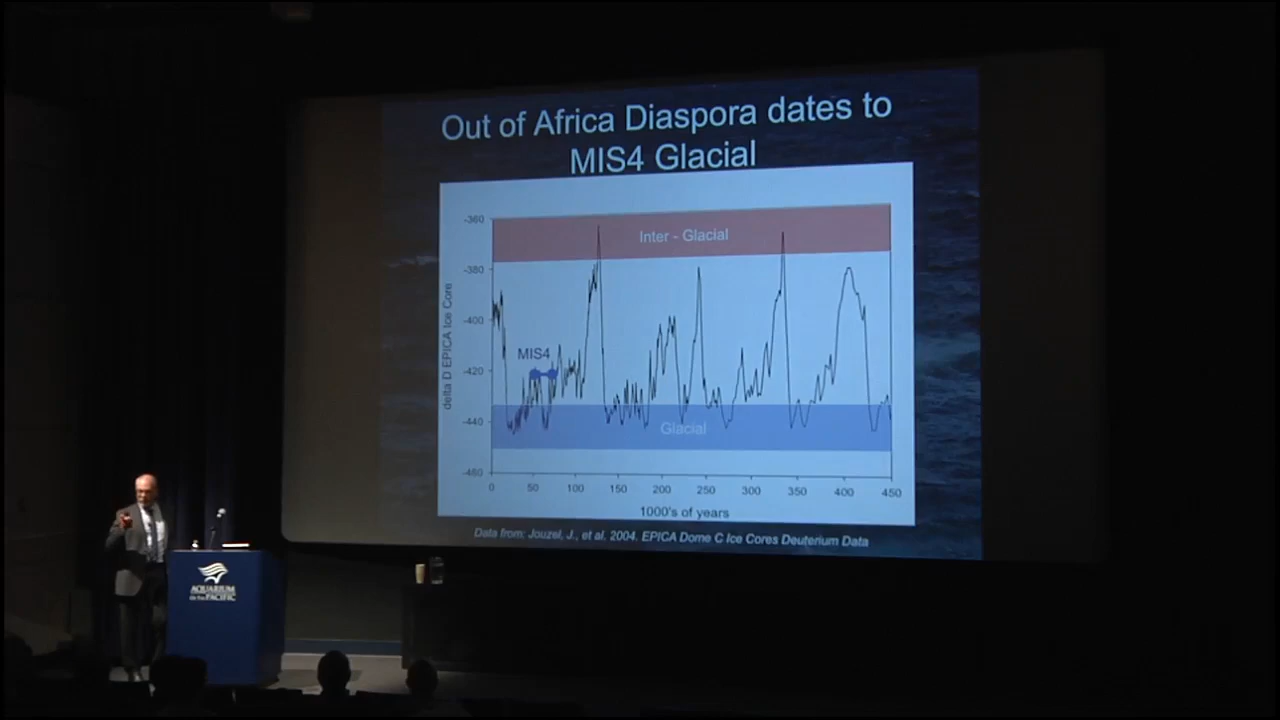 Out of Africa Diaspora dates to
MIS4 Glacial
-360
-380
-400
-420
-440
-460
delta D EPICA Ice Core
Inter - Glacial
MIS4
Glacial
0 50 100 150 200 250 300 350 400 450
1000's of years
Data from: Jouzel, J., et al. 2004. EPICA Dome C Ice Cores Deuterium Data
AQUARIUM
OF THE PACIFIC